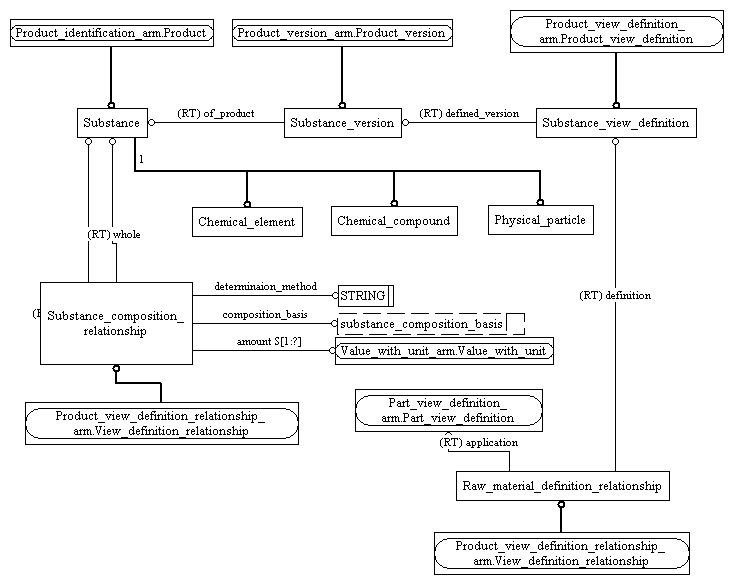 Product_identification_arm.Product
Product_version_arm.Product_version
Product_view_definition_
arm.Product_view_definition
Substance
(RT) of_product
Substance_version
(RT) defined_version
Substance_view_definition
1
Chemical_element
Chemical_compound
Physical_particle
(RT) whole
(RT) definition
Substance_composition_
relationship
determinaion_method
STRING
composition_basis
substance_composition_basis
amount S[1:?]
Value_with_unit_arm.Value_with_unit
Product_view_definition_relationship_
arm.View_definition_relationship
Part_view_definition_
arm.Part_view_definition
(RT) application
Raw_material_definition_relationship
Product_view_definition_relationship_
arm.View_definition_relationship